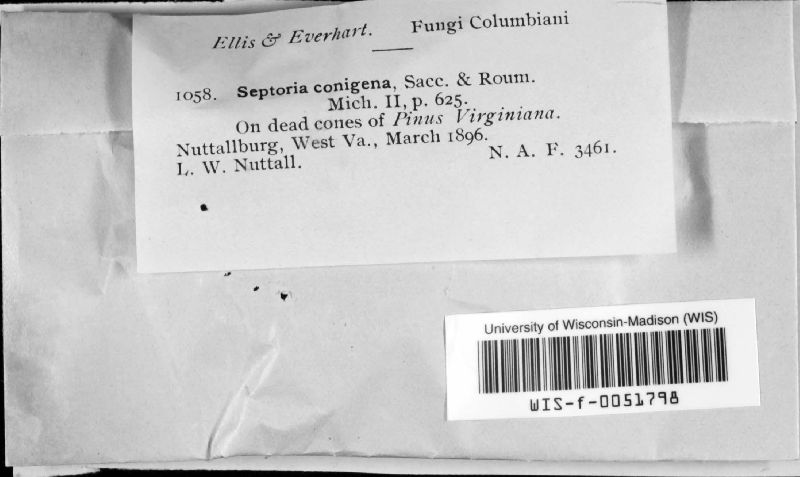 Ellis & Everhart. Fungi Columbiani
1058. Septoria conigena, Sacc. & Roum.
Mich. II, p. 625.
On dead cones of Pinus Virginiana.
Nuttallburg, West Va., March 1896.
L. W. Nuttall. N. A. F. 3461.
University of Wisconsin-Madison (WIS)
WIS-f-0051798